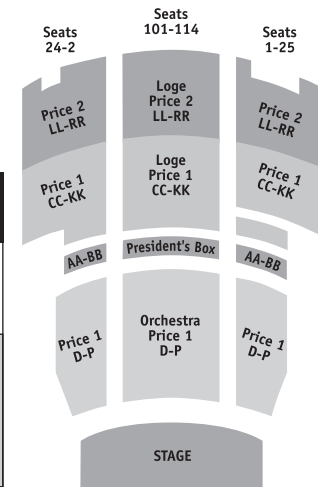 Seats
24-2
Seats
101-114
Seats
1-25
Price 2
LL-RR
Loge
Price 2
LL-RR
Price 2
LL-RR
Price 1
CC-KK
Loge
Price 1
CC-KK
Price 1
CC-KK
AA-BB
President's Box
AA-BB
Price 1
D-P
Orchestra
Price 1
D-P
Price 1
D-P
STAGE